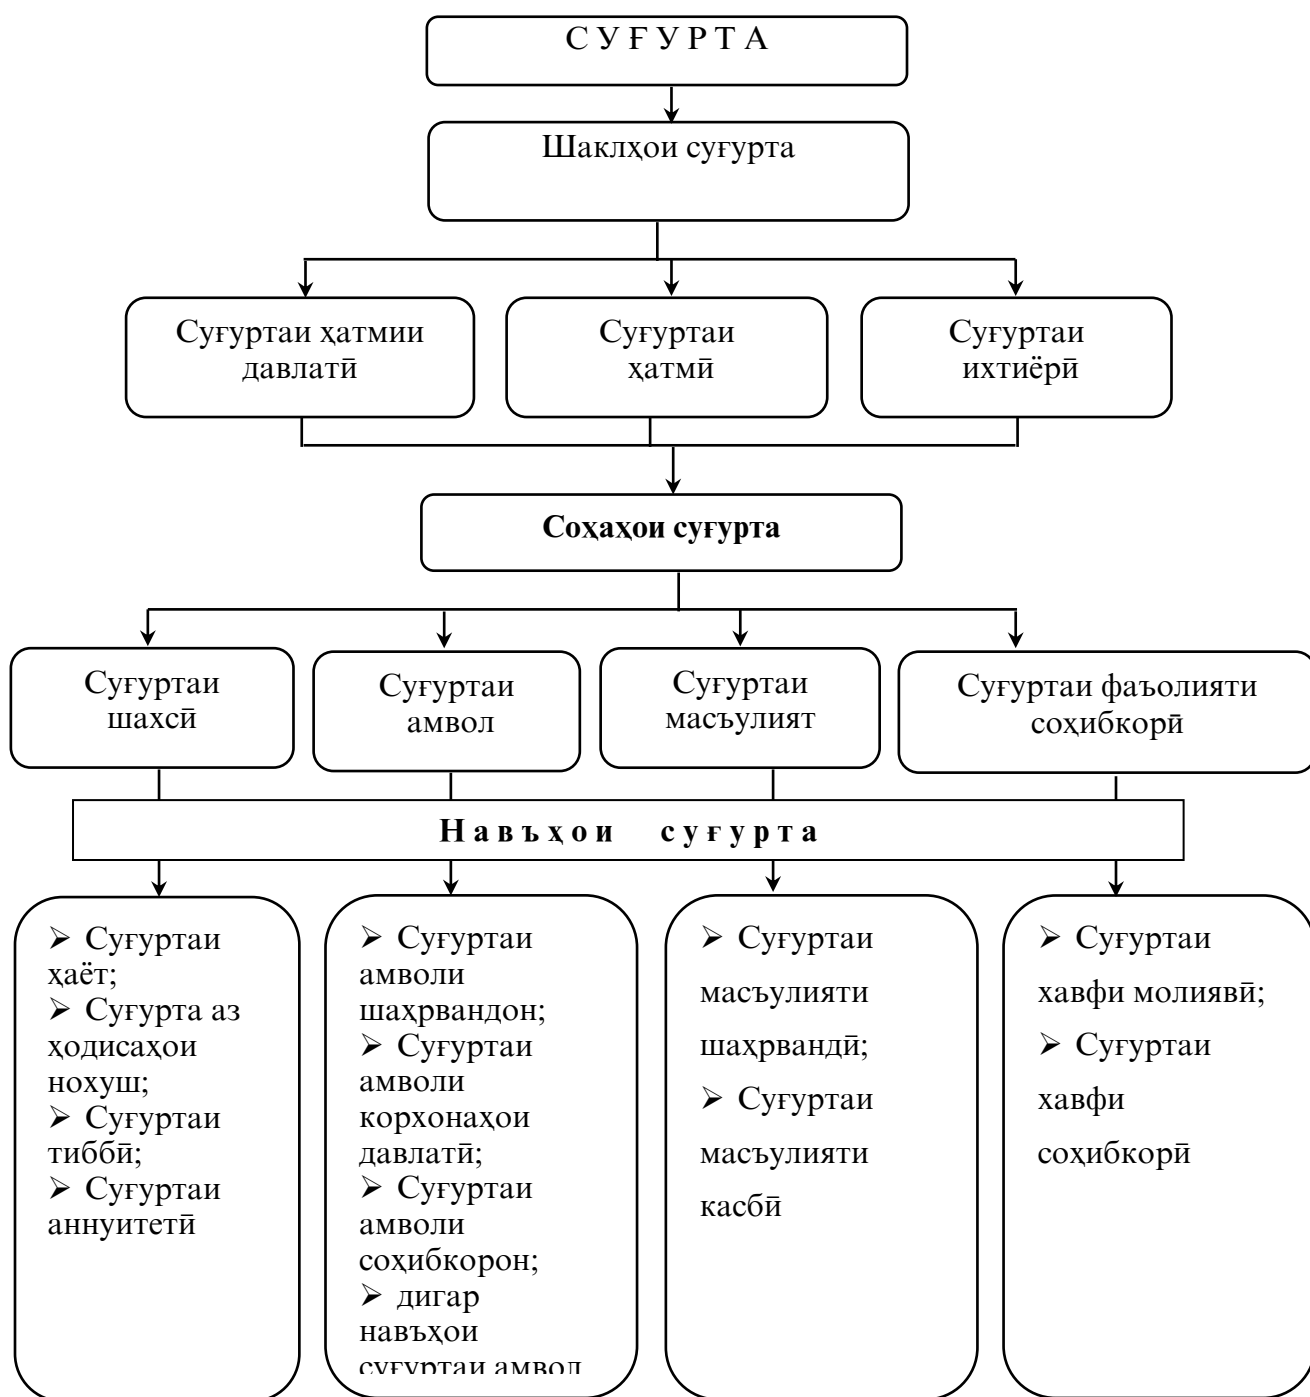 С У Ғ У Р Т А
Шаклҳои суғурта
Суғуртаи ҳатмии
давлатӣ
Суғуртаи
ҳатмӣ
Суғуртаи
ихтиёрӣ
Соҳаҳои суғурта
Суғуртаи
шахсӣ
Суғуртаи
амвол
Суғуртаи
масъулият
Суғуртаи фаъолияти
соҳибкорӣ
Н а в ъ ҳ о и с у ғ у р т а
➢ Суғуртаи
ҳаёт;
➢ Суғурта аз
ҳодисаҳои
нохуш;
➢ Суғуртаи
тиббӣ;
➢ Суғуртаи
аннуитетӣ
➢ Суғуртаи
амволи
шаҳрвандон;
➢ Суғуртаи
амволи
корхонаҳои
давлатӣ;
➢ Суғуртаи
амволи
соҳибкорон;
➢ дигар
навъҳои
суғуртаи амвол
➢ Суғуртаи
масъулияти
шаҳрвандӣ;
➢ Суғуртаи
масъулияти
касбӣ
➢ Суғуртаи
хавфи молиявӣ;
➢ Суғуртаи
хавфи
соҳибкорӣ